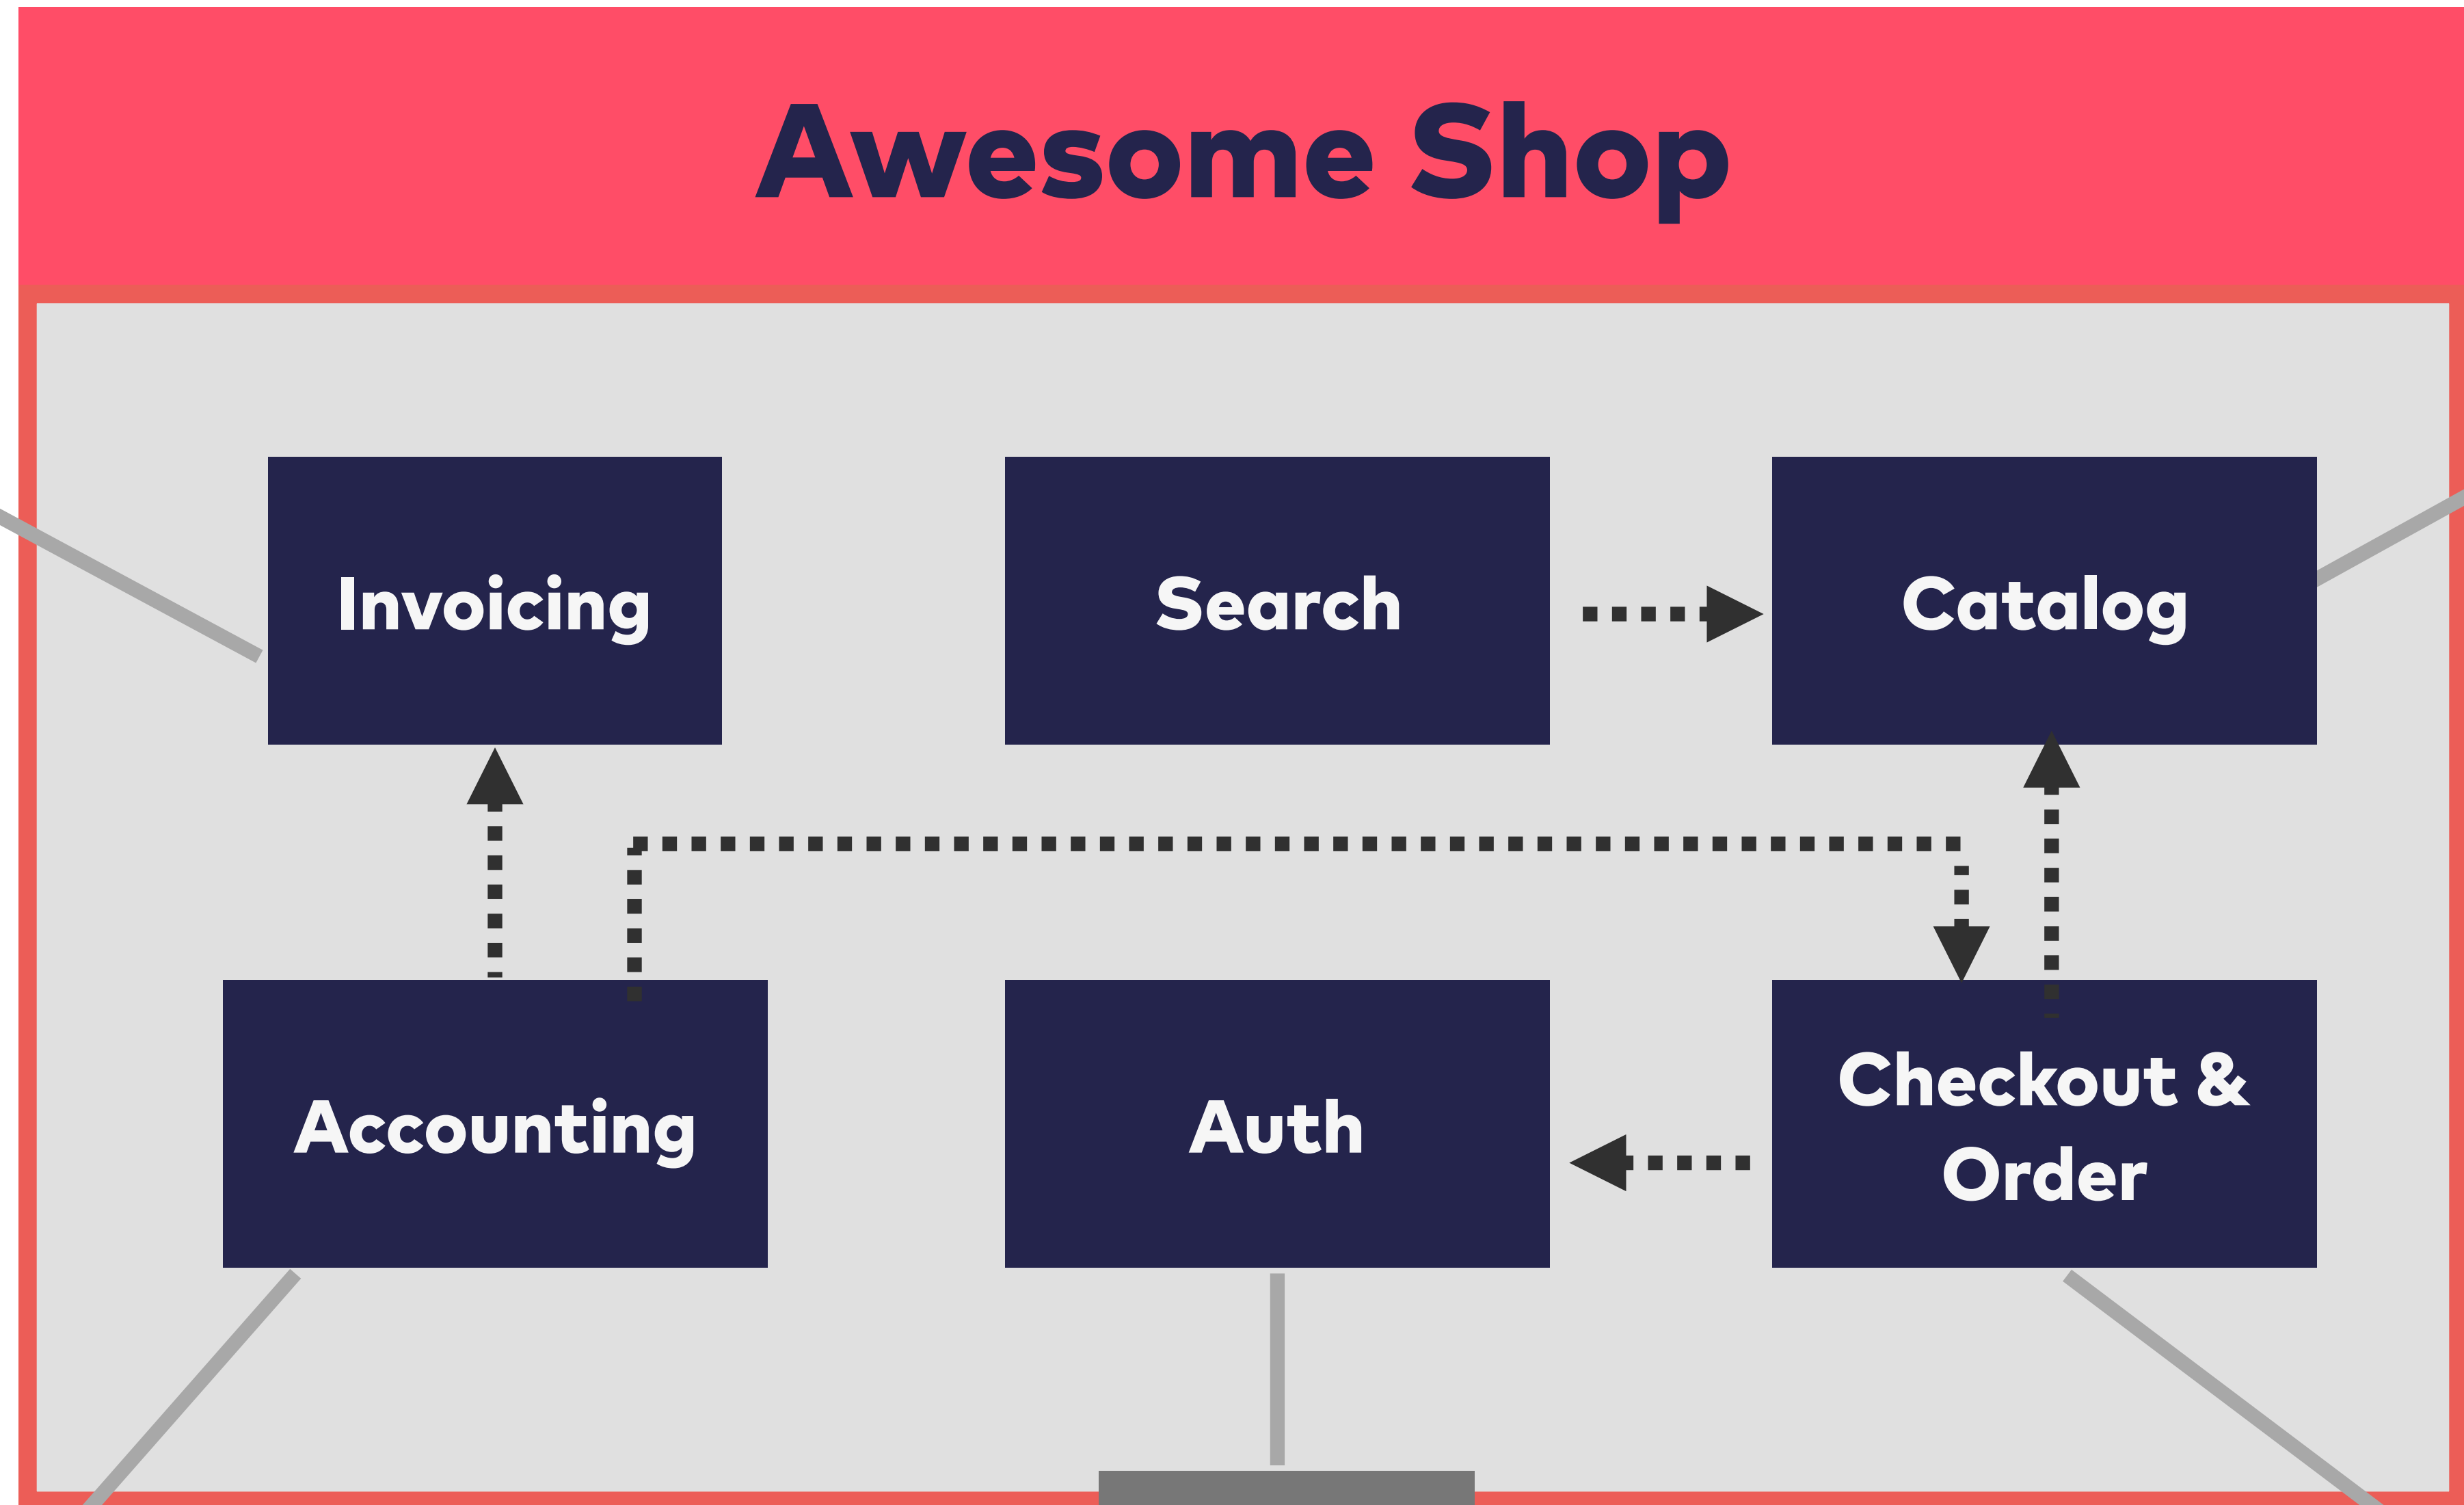 Awesome Shop
Invoicing
Search
Catalog
Accounting
Auth
Checkout &
Order